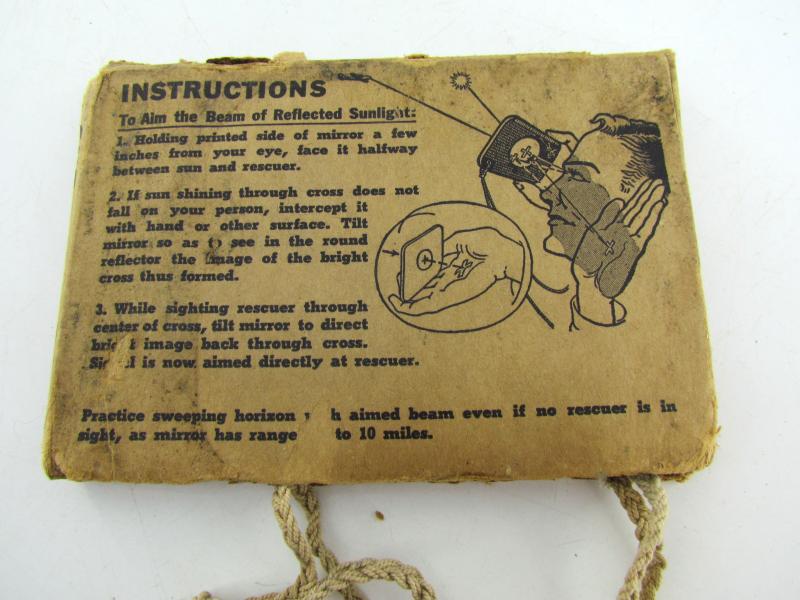 INSTRUCTIONS
To Aim the Beam of Reflected Sunlight:
1. Holding printed side of mirror a few
inches from your eye, face it halfway
between sun and rescuer.
2. If sun shining through cross does not
fall on your person, intercept it
with hand or other surface. Tilt
mirror so as to see in the round
reflector the image of the bright
cross thus formed.
3. While sighting rescuer through
center of cross, tilt mirror to direct
bright image back through cross.
Signal is now aimed directly at rescuer.
Practice sweeping horizon with aimed beam even if no rescuer is in
sight, as mirror has range to 10 miles.